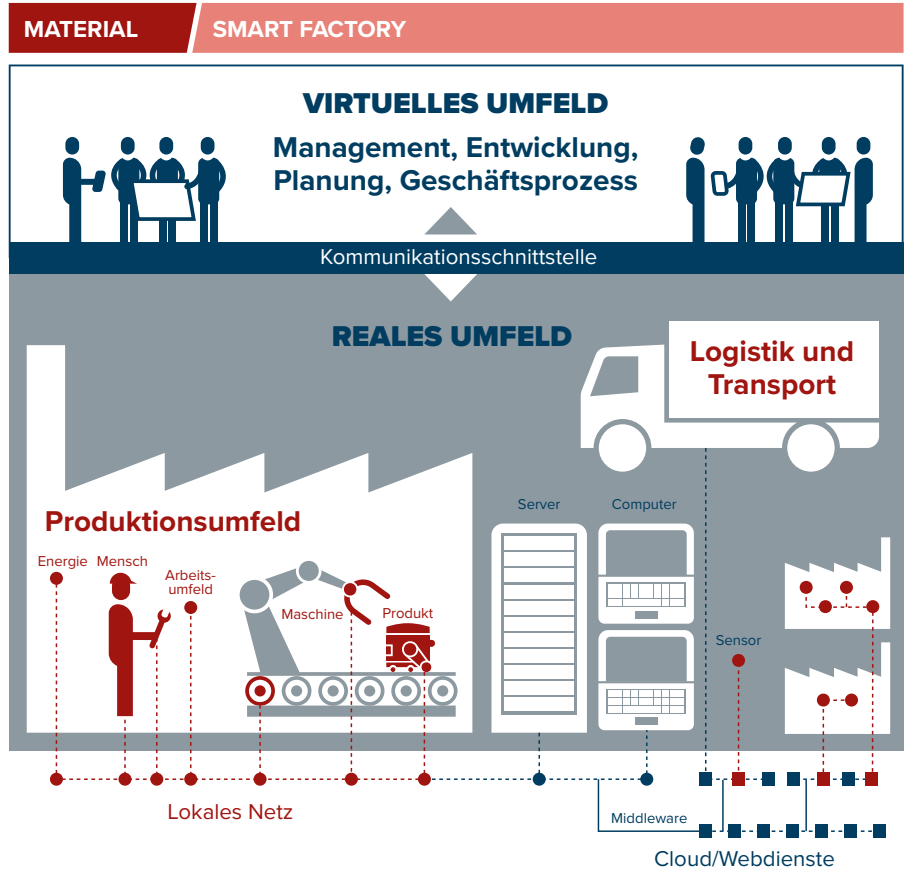 MATERIAL
SMART FACTORY
VIRTUELLES UMFELD
Management, Entwicklung,
Planung, Geschäftsprozess
Kommunikationsschnittstelle
REALES UMFELD
Logistik und
Transport
Server
Computer
Produktionsumfeld
Energie
Mensch
Arbeits-
umfeld
Maschine
Produkt
Sensor
Lokales Netz
Middleware
Cloud/Webdienste